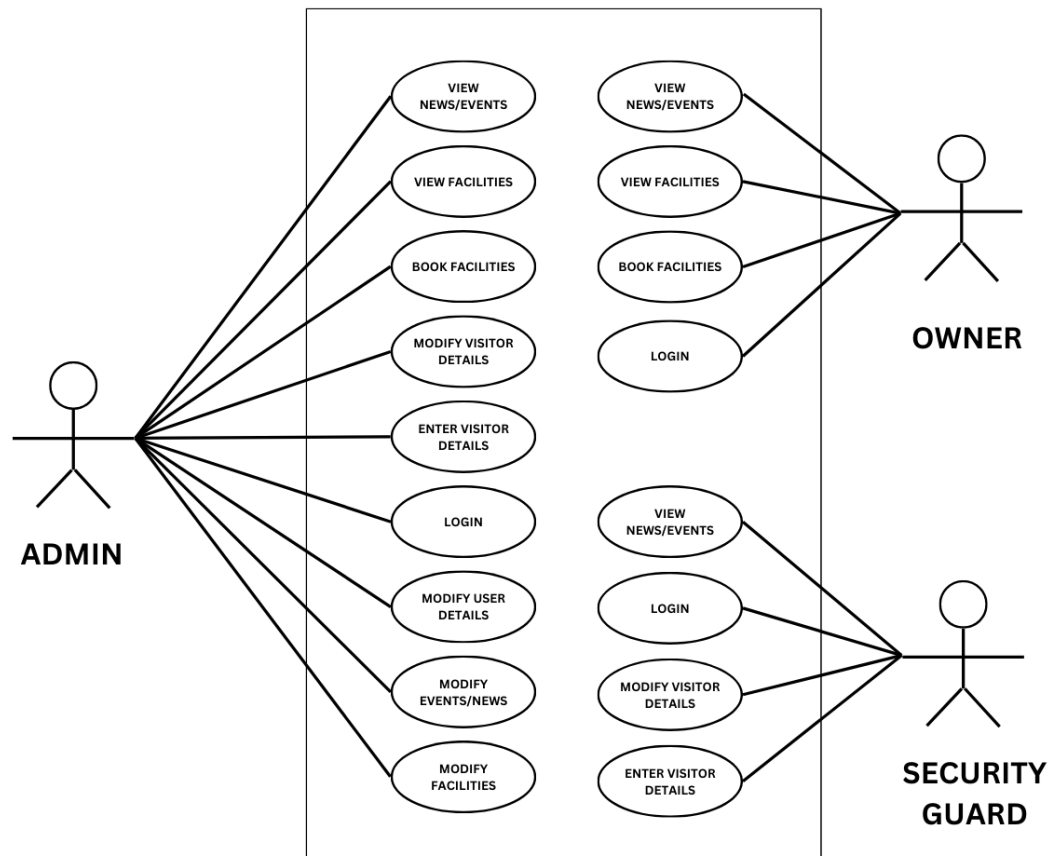 VIEW
NEWS/EVENTS
VIEW FACILITIES
BOOK FACILITIES
MODIFY VISITOR
DETAILS
ENTER VISITOR
DETAILS
LOGIN
MODIFY USER
DETAILS
MODIFY
EVENTS/NEWS
MODIFY
FACILITIES
ADMIN
VIEW
NEWS/EVENTS
VIEW FACILITIES
BOOK FACILITIES
LOGIN
OWNER
VIEW
NEWS/EVENTS
LOGIN
MODIFY VISITOR
DETAILS
ENTER VISITOR
DETAILS
SECURITY
GUARD